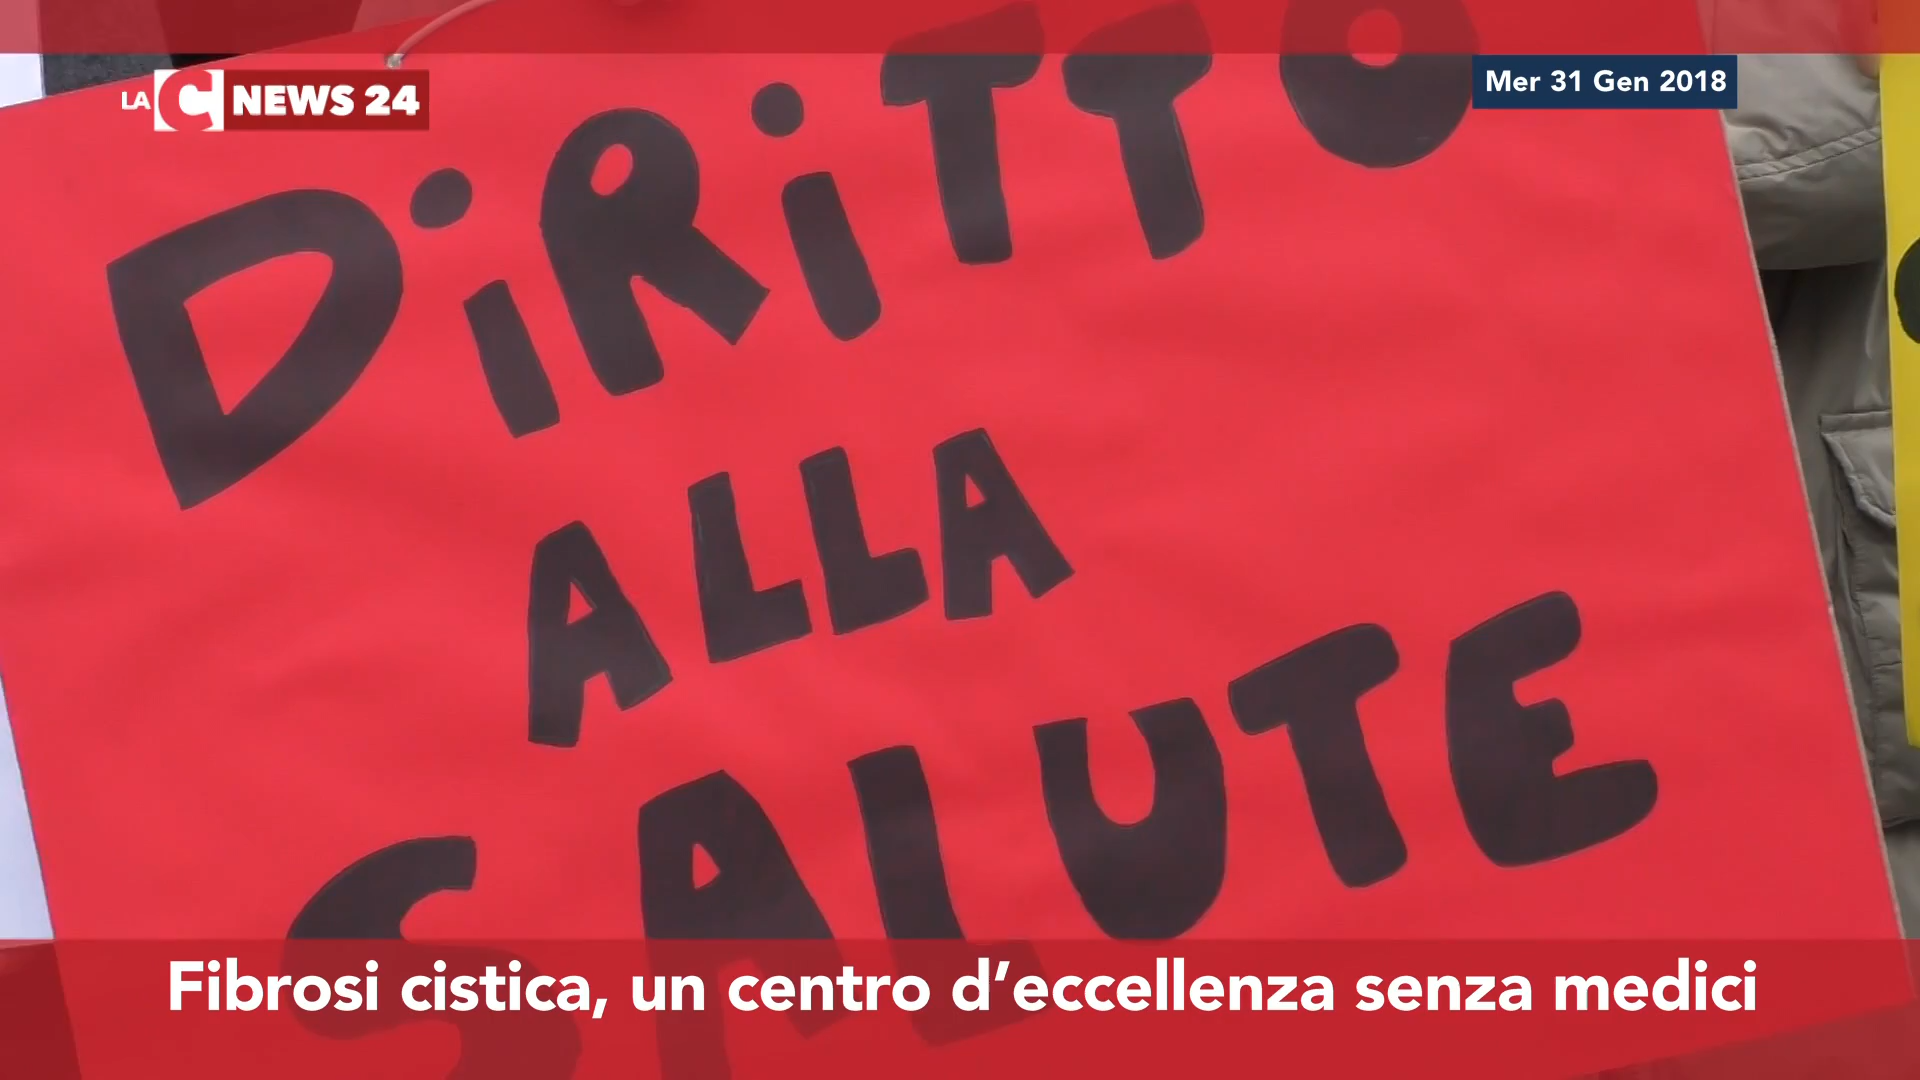 LA C NEWS 24
Mer 31 Gen 2018
DiRiTTO
ALLA
SALUTE
Fibrosi cistica, un centro d’eccellenza senza medici